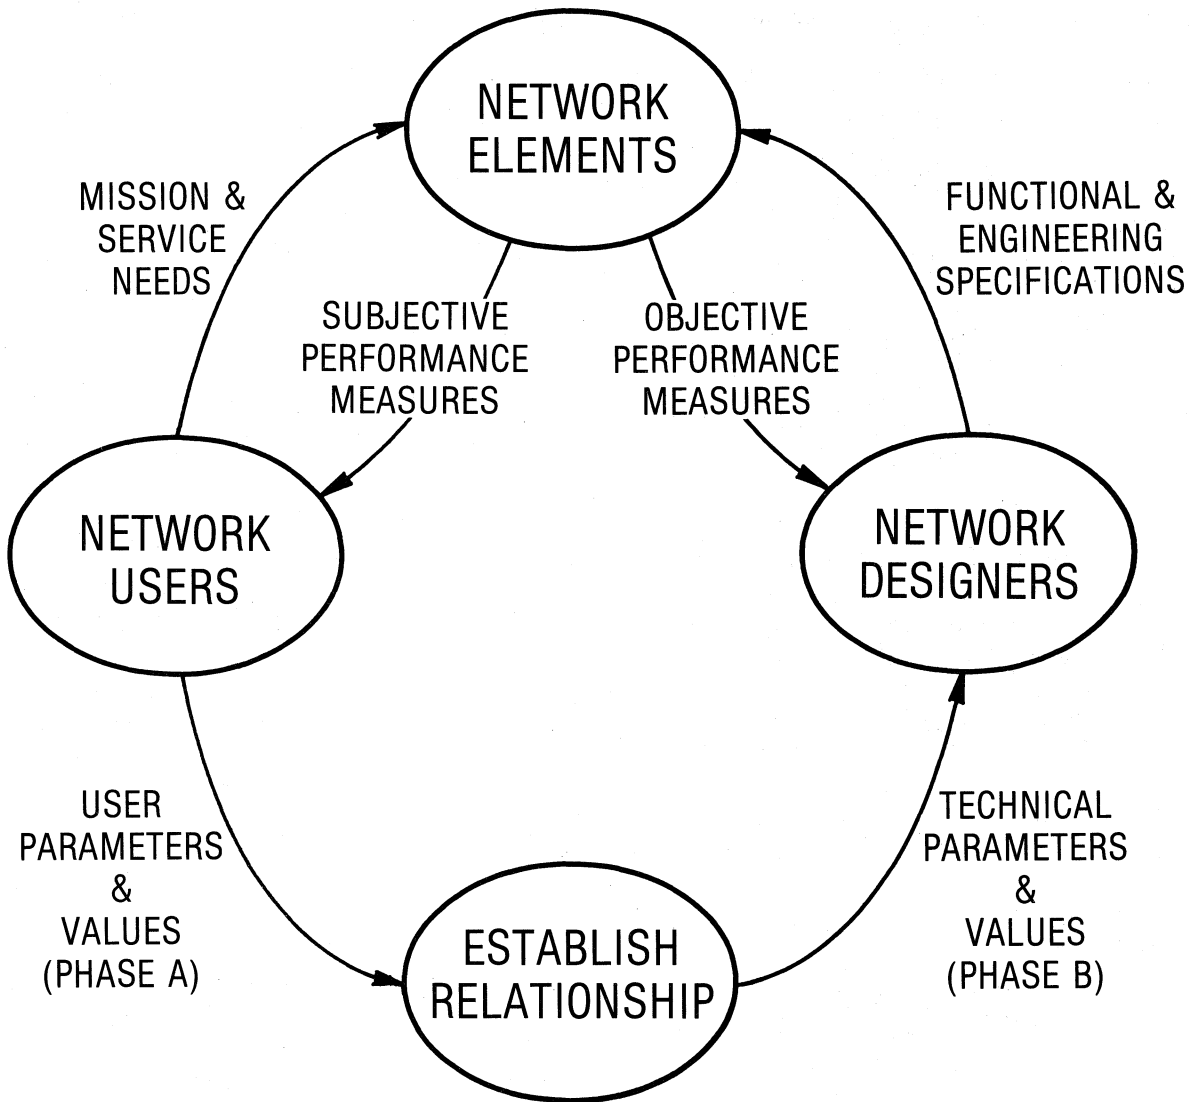 NETWORK
ELEMENTS
MISSION &
SERVICE
NEEDS
FUNCTIONAL &
ENGINEERING
SPECIFICATIONS
SUBJECTIVE
PERFORMANCE
MEASURES
OBJECTIVE
PERFORMANCE
MEASURES
NETWORK
USERS
NETWORK
DESIGNERS
USER
PARAMETERS
&
VALUES
(PHASE A)
TECHNICAL
PARAMETERS
&
VALUES
(PHASE B)
ESTABLISH
RELATIONSHIP